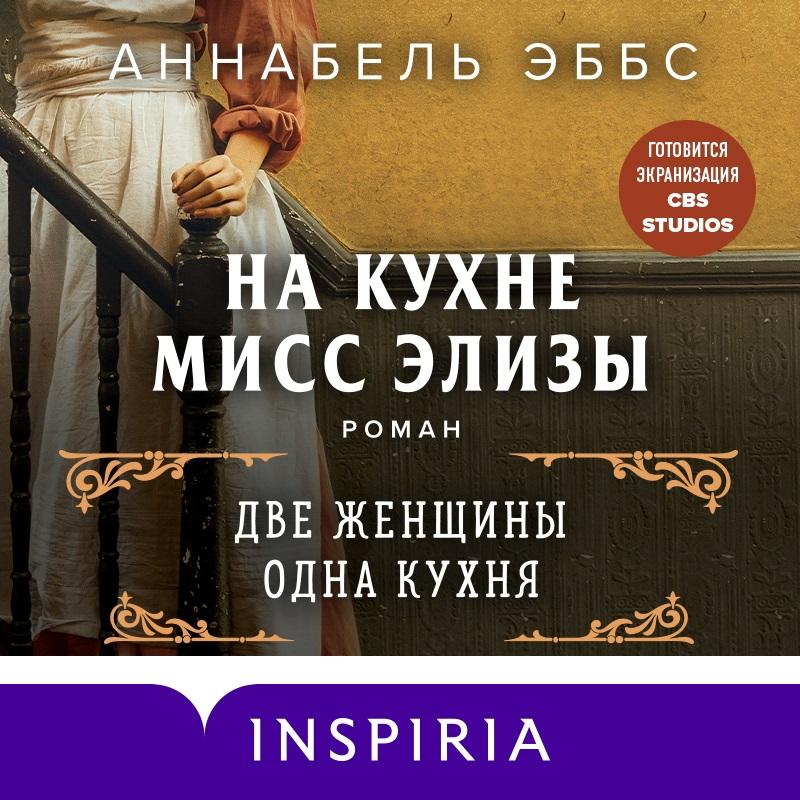 АННАБЕЛЬ ЭББС
ГОТОВИТСЯ
ЭКРАНИЗАЦИЯ
CBS
STUDIOS
НА КУХНЕ
МИСС ЭЛИЗЫ
РОМАН
ДВЕ ЖЕНЩИНЫ
ОДНА КУХНЯ
INSPIRIA